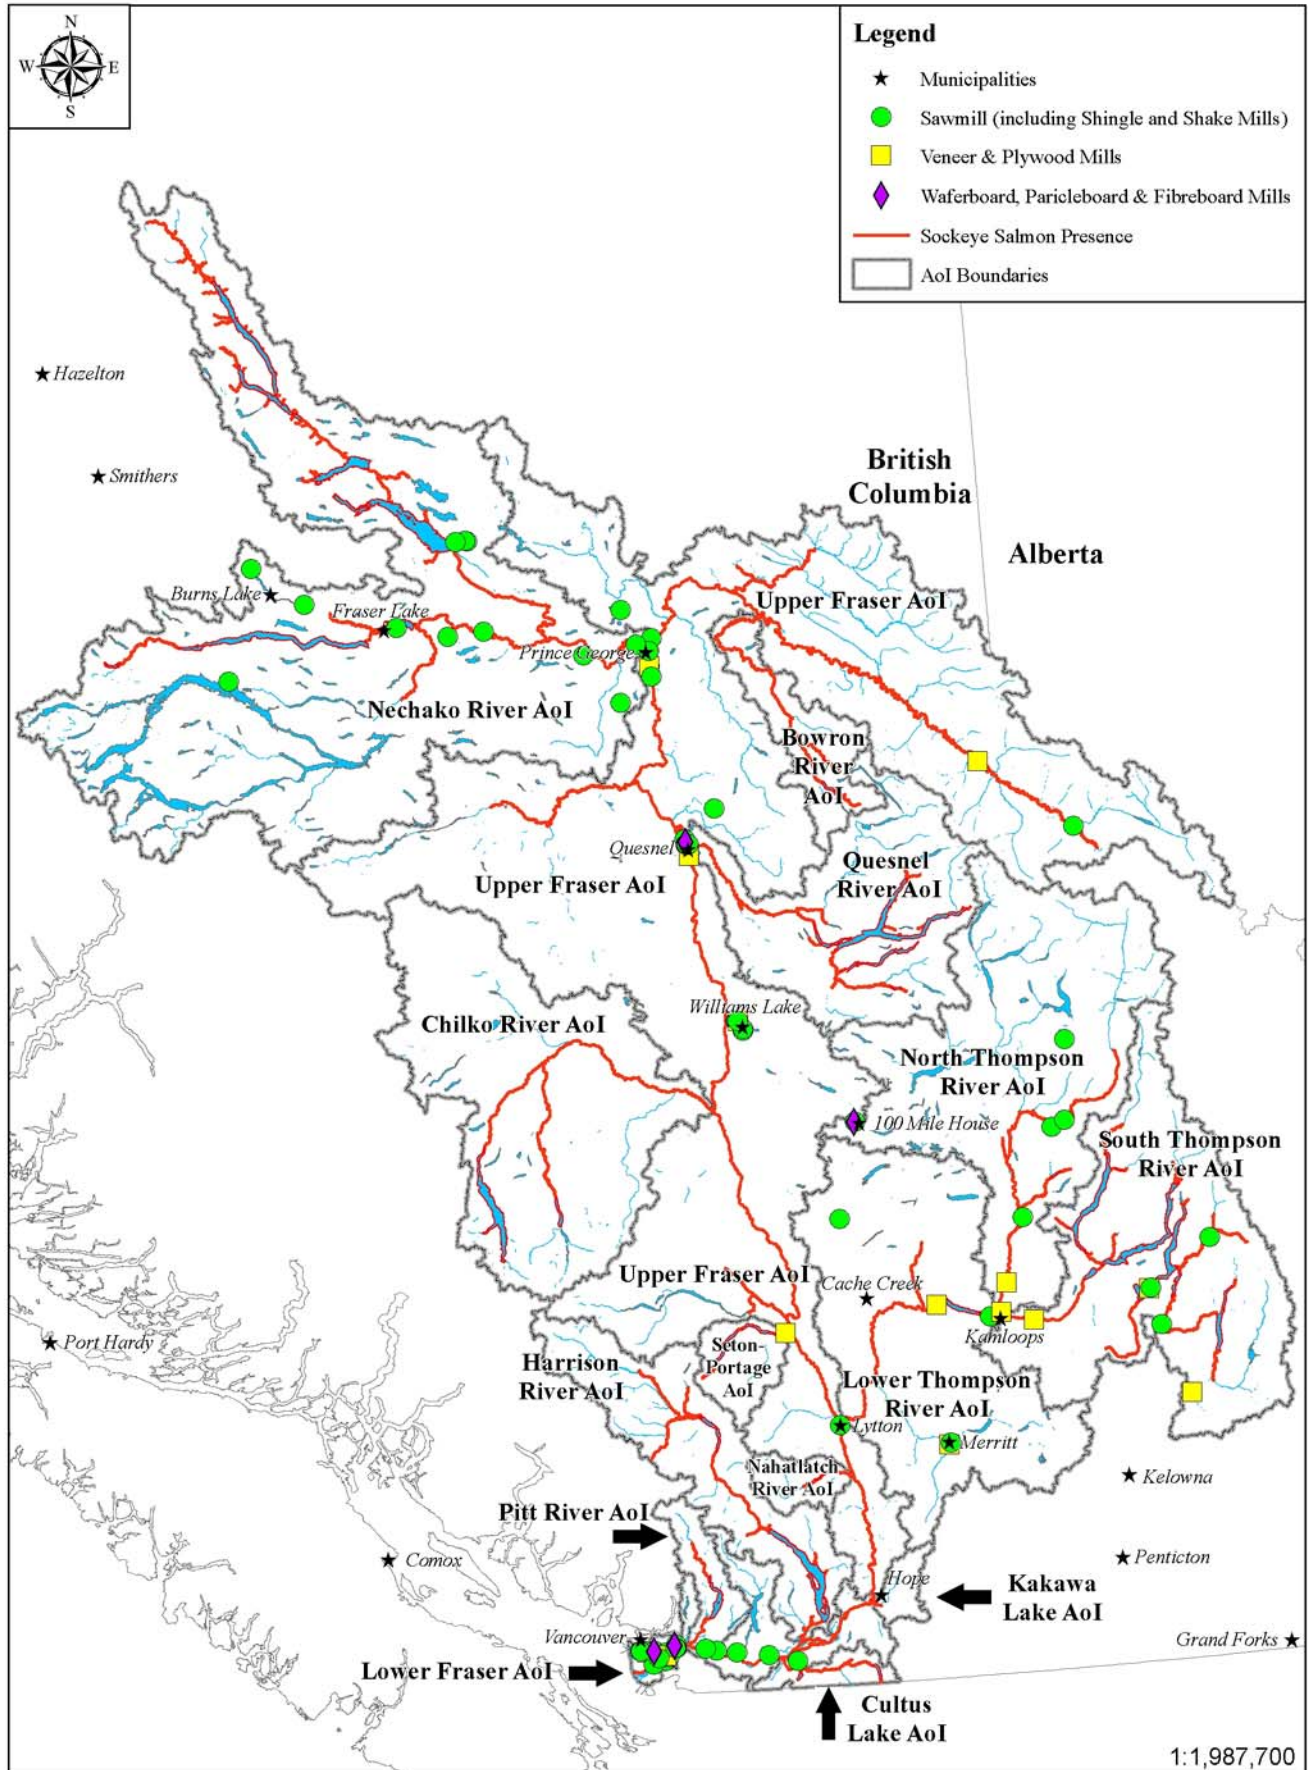 N
W E
S
Legend
Municipalities
Sawmill (including Shingle and Shake Mills)
Veneer & Plywood Mills
Waferboard, Paricleboard & Fibreboard Mills
Sockeye Salmon Presence
AoI Boundaries
Hazelton
Smithers
British
Columbia
Alberta
Burns Lake
Fraser Lake
Upper Fraser AoI
Prince George
Nechako River AoI
Bowron
River
AoI
Quesnel
Upper Fraser AoI
Quesnel
River AoI
Williams Lake
Chilko River AoI
North Thompson
River AoI
100 Mile House
South Thompson
River AoI
Upper Fraser AoI
Cache Creek
Kamloops
Port Hardy
Seton-
Portage
AoI
Harrison
River AoI
Lower Thompson
River AoI
Lytton
Merritt
Nahatlatch
River AoI
Kelowna
Pitt River AoI
Comox
Penticton
Hope
Kakawa
Lake AoI
Vancouver
Grand Forks
Lower Fraser AoI
Cultus
Lake AoI
1:1,987,700